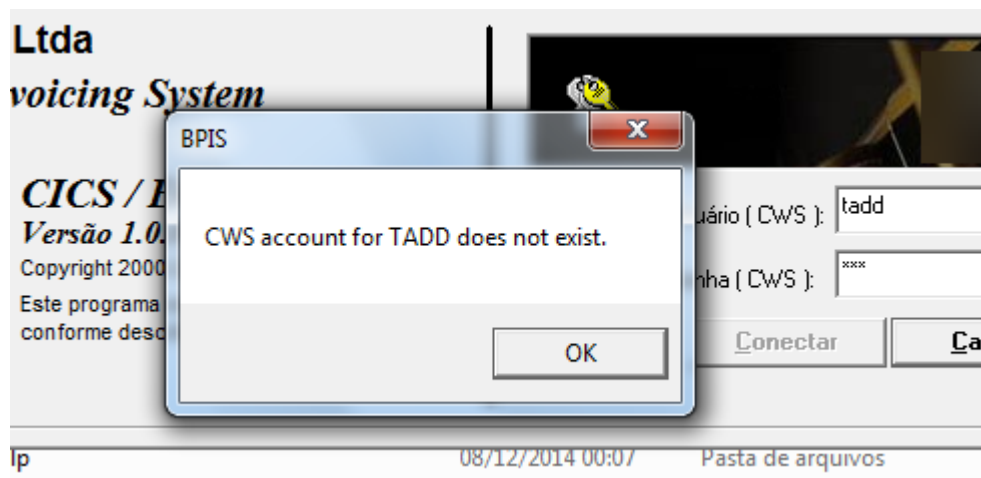 Ltda
voicing System
BPIS
CWS account for TADD does not exist.
OK
CICS /
Versão 1.0.
Copyright 2000
Este programa
conforme desc
uário ( CWS ): tadd
nha ( CWS ): ×××
Conectar
Ca
lp 08/12/2014 00:07 Pasta de arquivos